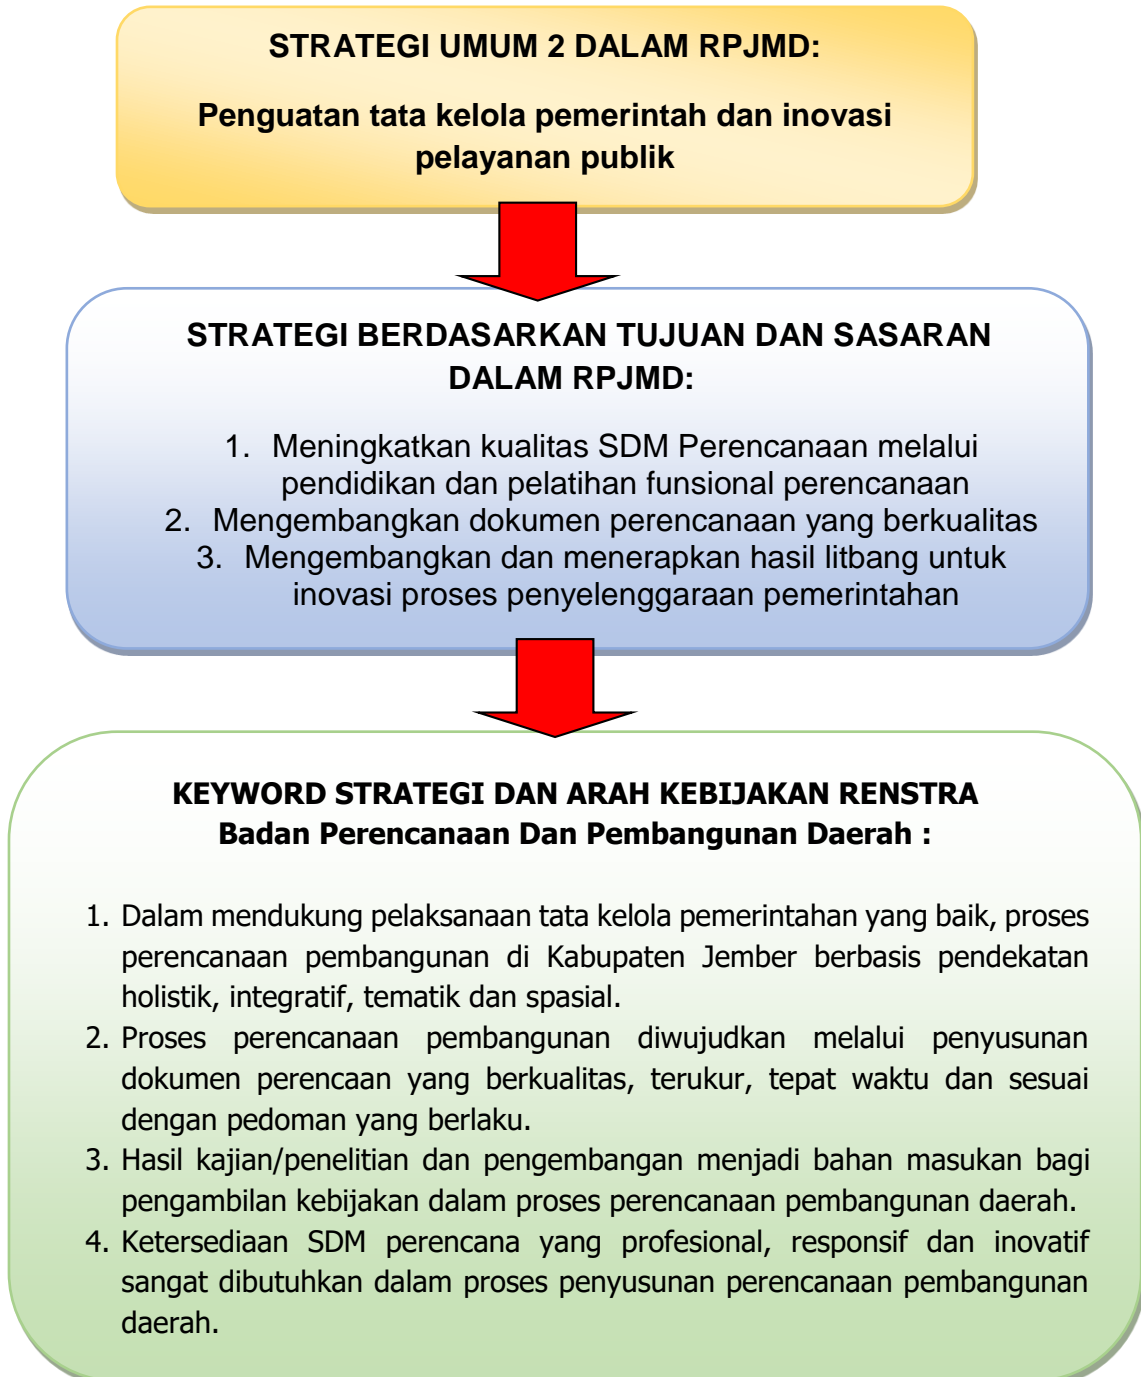 STRATEGI UMUM 2 DALAM RPJMD:
Penguatan tata kelola pemerintah dan inovasi
pelayanan publik
STRATEGI BERDASARKAN TUJUAN DAN SASARAN
DALAM RPJMD:
1. Meningkatkan kualitas SDM Perencanaan melalui
pendidikan dan pelatihan funsional perencanaan
2. Mengembangkan dokumen perencanaan yang berkualitas
3. Mengembangkan dan menerapkan hasil litbang untuk
inovasi proses penyelenggaraan pemerintahan
KEYWORD STRATEGI DAN ARAH KEBIJAKAN RENSTRA
Badan Perencanaan Dan Pembangunan Daerah :
1. Dalam mendukung pelaksanaan tata kelola pemerintahan yang baik, proses
perencanaan pembangunan di Kabupaten Jember berbasis pendekatan
holistik, integratif, tematik dan spasial.
2. Proses perencanaan pembangunan diwujudkan melalui penyusunan
dokumen perencaan yang berkualitas, terukur, tepat waktu dan sesuai
dengan pedoman yang berlaku.
3. Hasil kajian/penelitian dan pengembangan menjadi bahan masukan bagi
pengambilan kebijakan dalam proses perencanaan pembangunan daerah.
4. Ketersediaan SDM perencana yang profesional, responsif dan inovatif
sangat dibutuhkan dalam proses penyusunan perencanaan pembangunan
daerah.